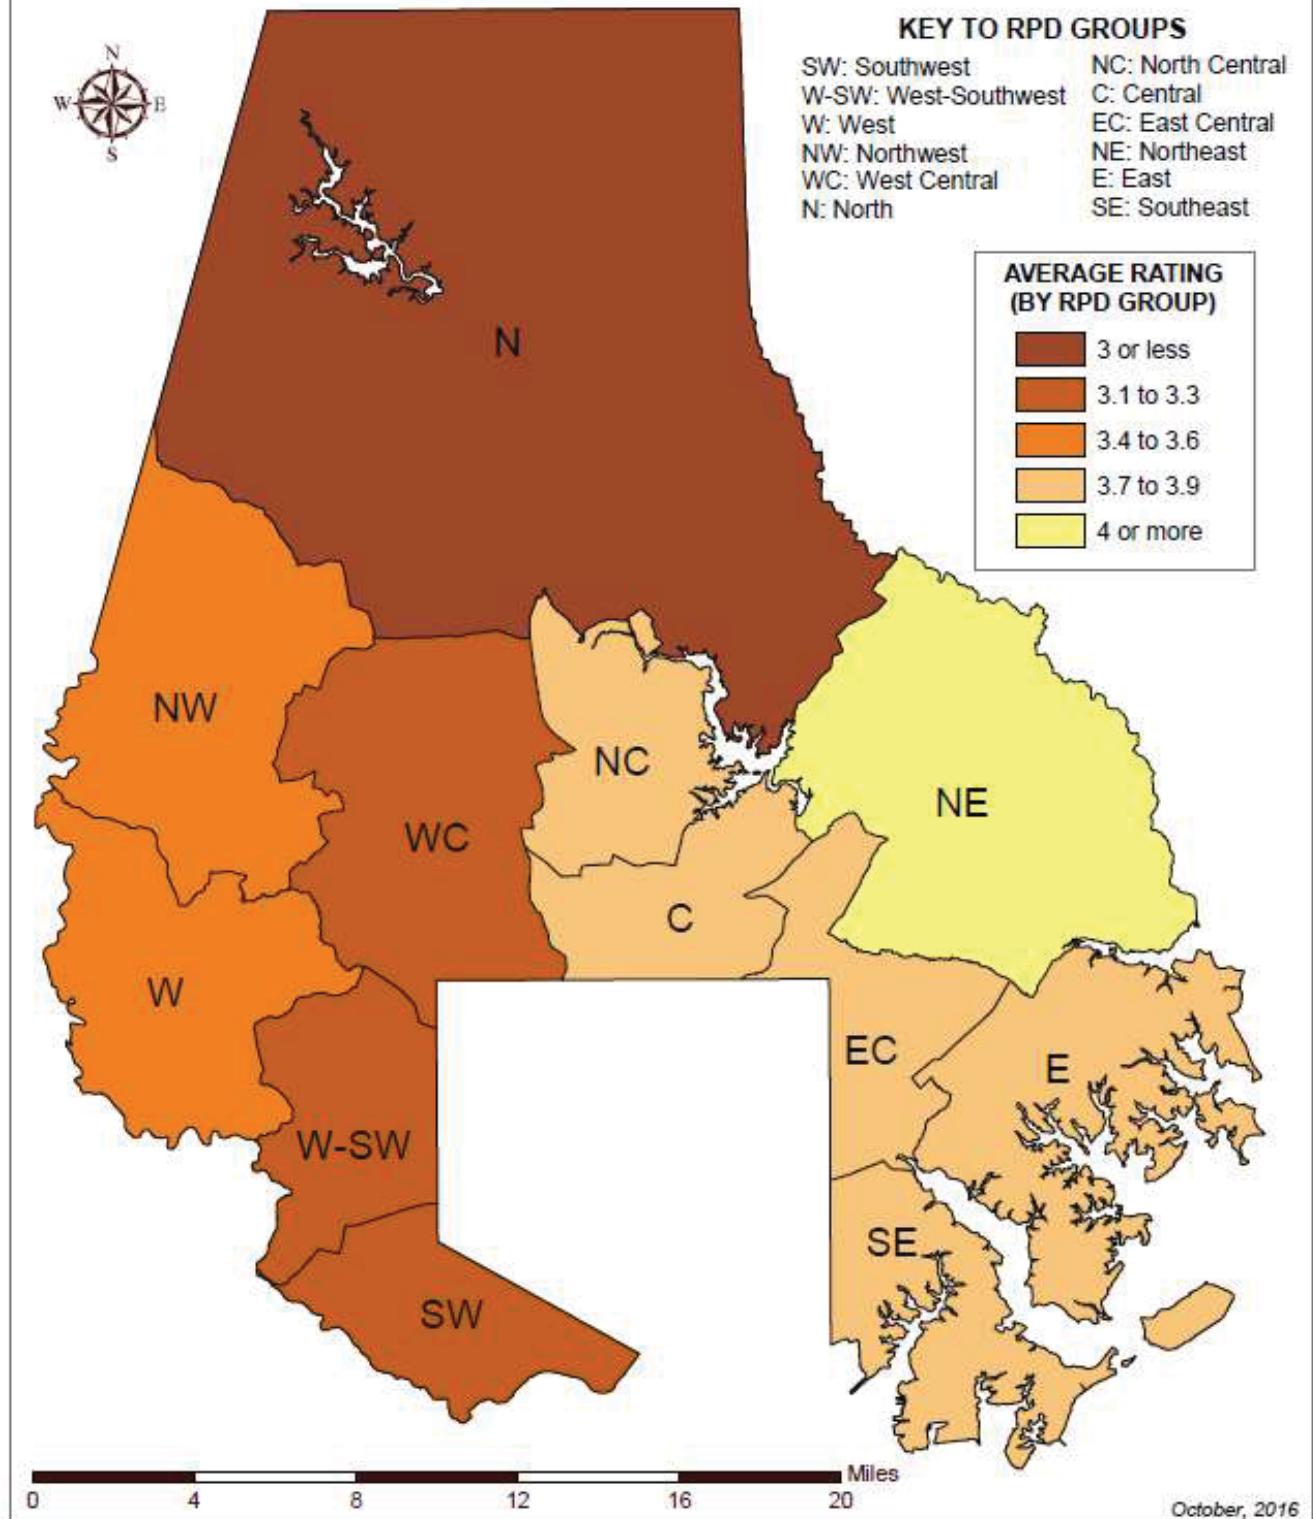 KEY TO RPD GROUPS
SW: Southwest
W-SW: West-Southwest
W: West
NW: Northwest
WC: West Central
N: North
NC: North Central
C: Central
EC: East Central
NE: Northeast
E: East
SE: Southeast
N
W E
S
AVERAGE RATING
(BY RPD GROUP)
3 or less
3.1 to 3.3
3.4 to 3.6
3.7 to 3.9
4 or more
N
NW
NC
NE
WC
C
W
EC
E
W-SW
SE
SW
Miles
0 4 8 12 16 20
October, 2016